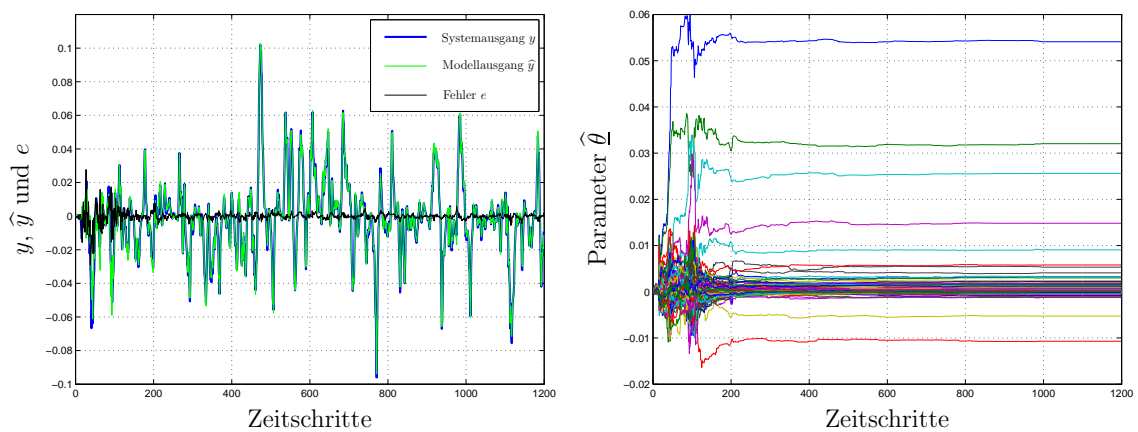 0.1
0.08
0.06
0.04
0.02
0
−0.02
−0.04
−0.06
−0.08
−0.1
0 200 400 600 800 1000 1200
y, ŷ und e
Zeitschritte
Systemausgang y
Modellausgang ŷ
Fehler e
0.06
0.05
0.04
0.03
0.02
0.01
0
−0.01
−0.02
0 200 400 600 800 1000 1200
Parameter θ̲̂
Zeitschritte